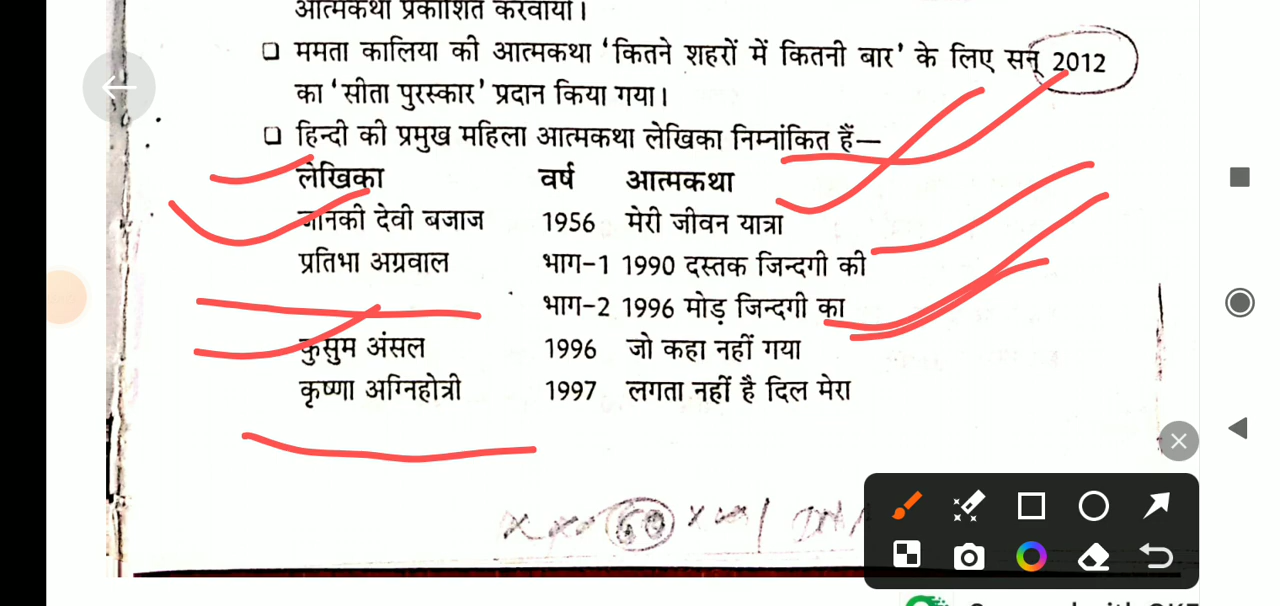 आत्मकथा प्रकाशित करवायी।
ममता कालिया की आत्मकथा 'कितने शहरों में कितनी बार' के लिए सन् 2012
का 'सीता पुरस्कार' प्रदान किया गया।
हिन्दी की प्रमुख महिला आत्मकथा लेखिका निम्नांकित हैं—
लेखिका वर्ष आत्मकथा
जानकी देवी बजाज 1956 मेरी जीवन यात्रा
प्रतिभा अग्रवाल भाग-1 1990 दस्तक जिन्दगी की
भाग-2 1996 मोड़ जिन्दगी का
कुसुम अंसल 1996 जो कहा नहीं गया
कृष्णा अग्निहोत्री 1997 लगता नहीं है दिल मेरा
60